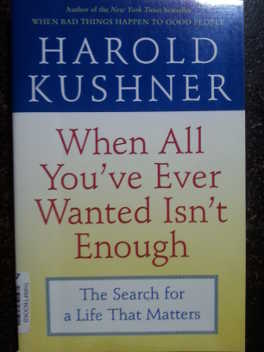 Author of the New York Times bestseller
WHEN BAD THINGS HAPPEN TO GOOD PEOPLE
HAROLD
KUSHNER
When All
You've Ever
Wanted Isn't
Enough
The Search for
a Life That Matters